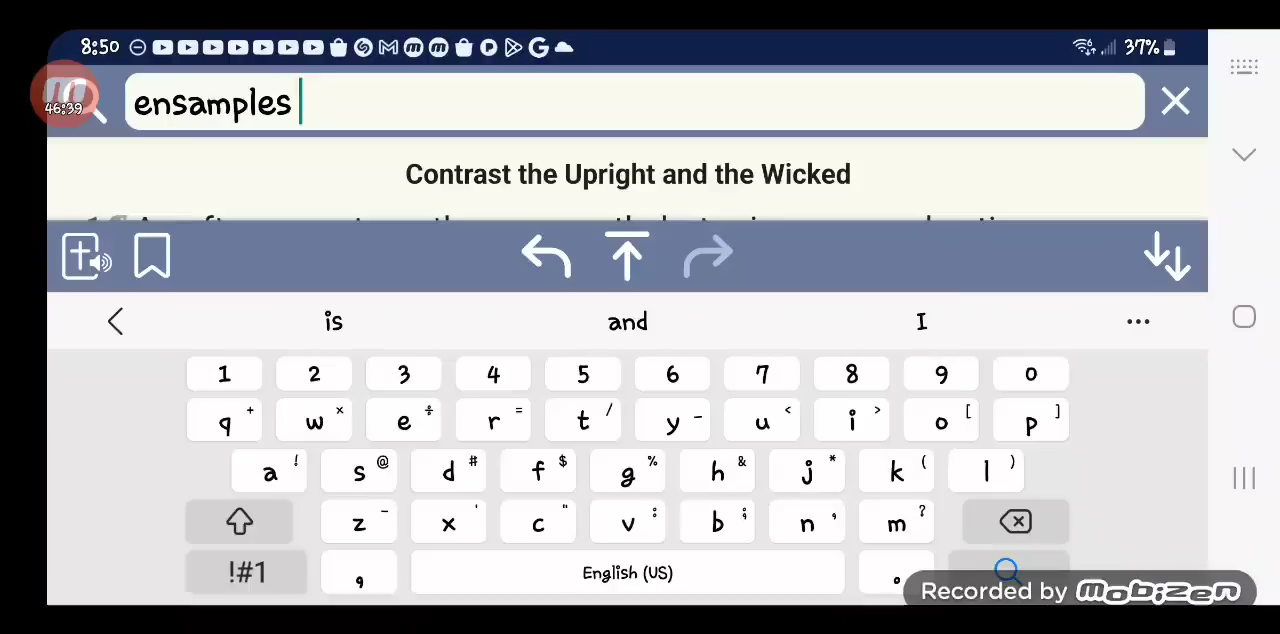 8:50 37%
46:39
ensamples
Contrast the Upright and the Wicked
is and I ...
1 2 3 4 5 6 7 8 9 0
q + w × e ÷ r = t / y - u < i > o [ p ]
a ! s @ d # f $ g % h & j * k ( l )
z - x ' c " v : b ; n , m ?
!#1 , English (US) .
Recorded by mobizen